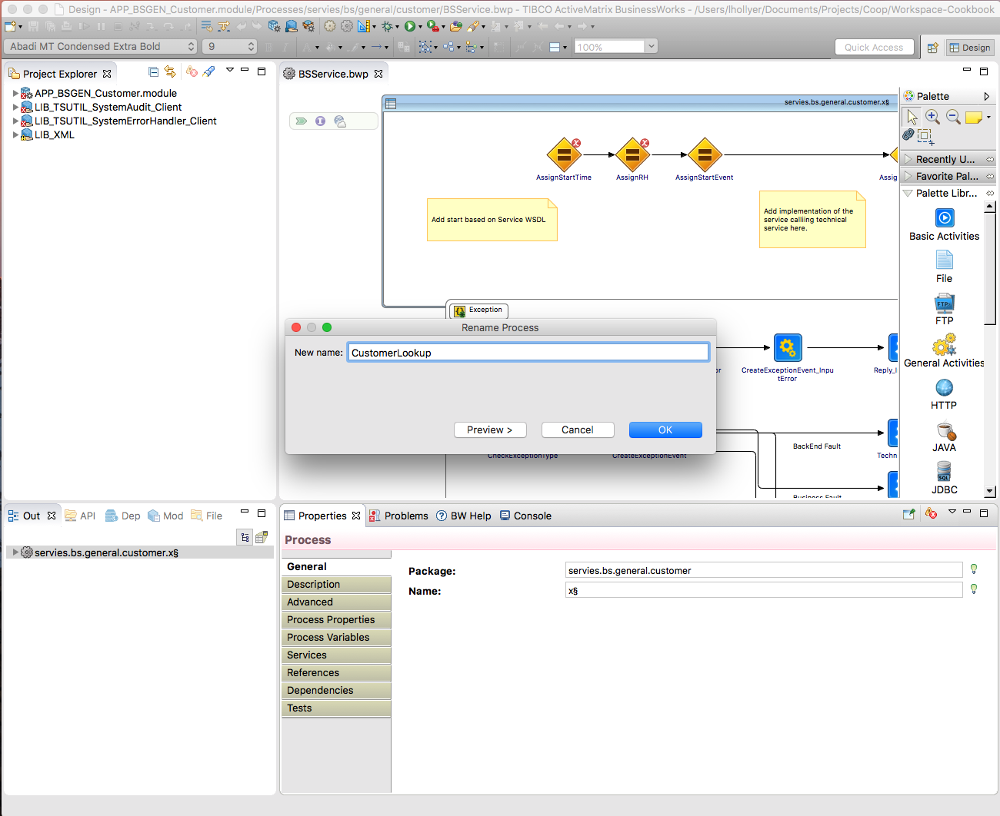 Design - APP_BSGEN_Customer.module/Processes/servies/bs/general/customer/BSService.bwp - TIBCO ActiveMatrix BusinessWorks - /Users/lhollyer/Documents/Projects/Coop/Workspace-Cookbook
Abadi MT Condensed Extra Bold
9
100%
Quick Access
Design
Project Explorer
APP_BSGEN_Customer.module
LIB_TSUTIL_SystemAudit_Client
LIB_TSUTIL_SystemErrorHandler_Client
LIB_XML
BSService.bwp
servies.bs.general.customer.x§
AssignStartTime
AssignRH
AssignStartEvent
Assig
Add start based on Service WSDL
Add implementation of the
service calliing technical
service here.
Exception
CreateExceptionEvent_Inpu
tError
or
Reply_I
BackEnd Fault
Techn
CheckExceptionType
CreateExceptionEvent
Business Fault
Rename Process
New name:
CustomerLookup
Preview >
Cancel
OK
Palette
Recently U...
Favorite Pal...
Palette Libr...
Basic Activities
File
FTP
General Activities
HTTP
JAVA
SQL
JDBC
Out
API
Dep
Mod
File
servies.bs.general.customer.x§
Properties
Problems
BW Help
Console
Process
General
Description
Advanced
Process Properties
Process Variables
Services
References
Dependencies
Tests
Package:
servies.bs.general.customer
Name:
x§